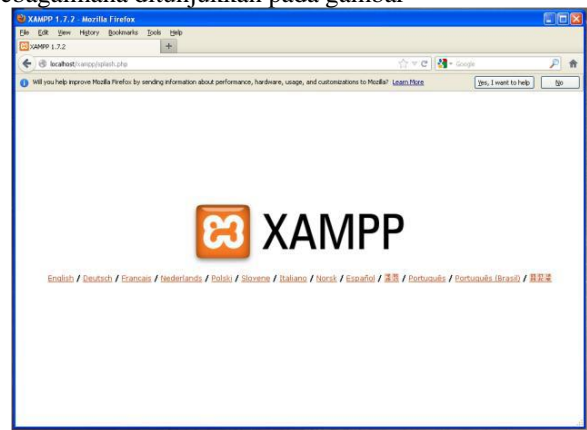 sebagaimana ditunjukkan pada gambar
XAMPP 1.7.2 - Mozilla Firefox
File Edit View History Bookmarks Tools Help
XAMPP 1.7.2
localhost/xampp/splash.php
Google
Will you help improve Mozilla Firefox by sending information about performance, hardware, usage, and customizations to Mozilla? Learn More
Yes, I want to help
No
XAMPP
English / Deutsch / Francais / Nederlands / Polski / Slovene / Italiano / Norsk / Español / / Português / Português (Brasil) /